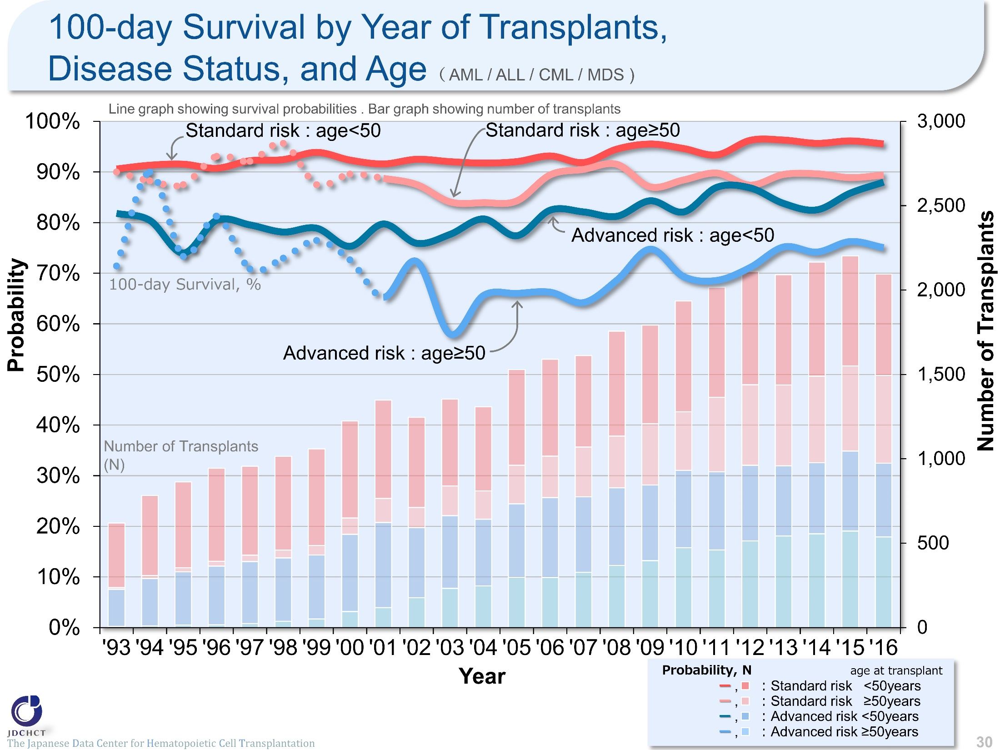 100-day Survival by Year of Transplants,
Disease Status, and Age ( AML / ALL / CML / MDS )
Line graph showing survival probabilities . Bar graph showing number of transplants
100%
90%
80%
70%
60%
50%
40%
30%
20%
10%
0%
Probability
Standard risk : age<50
Standard risk : age≥50
Advanced risk : age<50
100-day Survival, %
Advanced risk : age≥50
Number of Transplants
(N)
3,000
2,500
2,000
1,500
1,000
500
0
Number of Transplants
'93 '94 '95 '96 '97 '98 '99 '00 '01 '02 '03 '04 '05 '06 '07 '08 '09 '10 '11 '12 '13 '14 '15 '16
Year
Probability, N age at transplant
, : Standard risk <50years
, : Standard risk ≥50years
, : Advanced risk <50years
, : Advanced risk ≥50years
JDCHCT
The Japanese Data Center for Hematopoietic Cell Transplantation
30